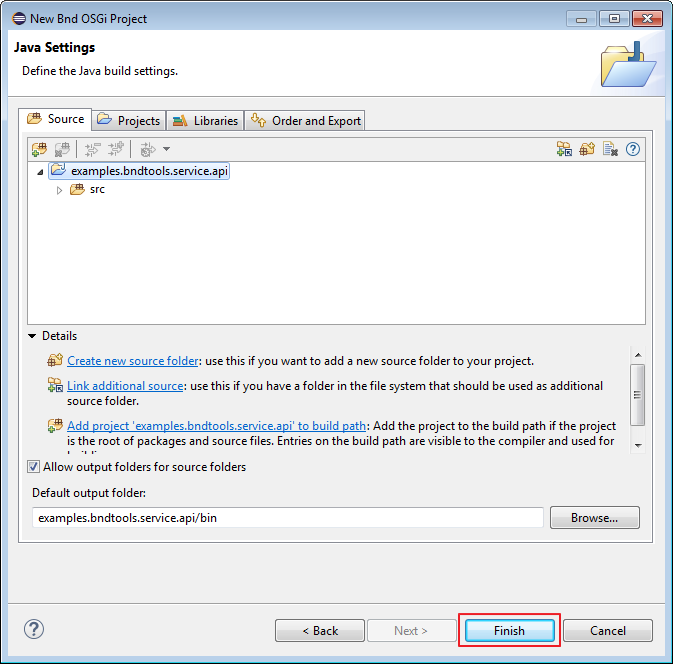 New Bnd OSGi Project
Java Settings
Define the Java build settings.
Source Projects Libraries Order and Export
examples.bndtools.service.api
src
Details
Create new source folder: use this if you want to add a new source folder to your project.
Link additional source: use this if you have a folder in the file system that should be used as additional
source folder.
Add project 'examples.bndtools.service.api' to build path: Add the project to the build path if the project
is the root of packages and source files. Entries on the build path are visible to the compiler and used for
Allow output folders for source folders
Default output folder:
examples.bndtools.service.api/bin
Browse...
< Back Next > Finish Cancel